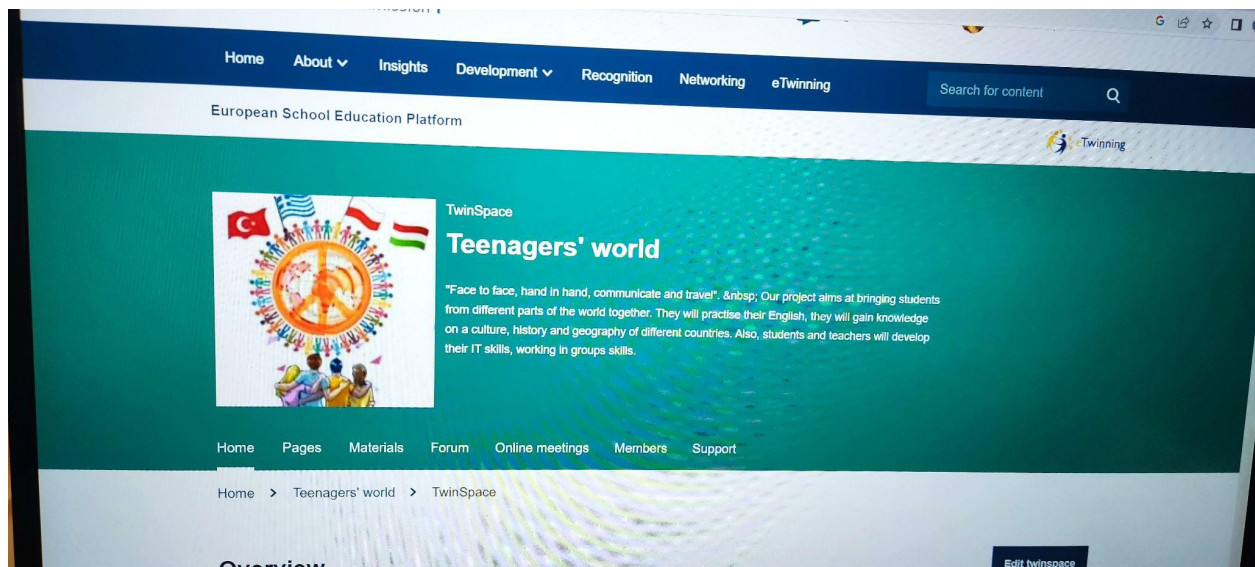 Home About Insights Development Recognition Networking eTwinning Search for content
European School Education Platform
eTwinning
TwinSpace
Teenagers' world
"Face to face, hand in hand, communicate and travel". &nbsp; Our project aims at bringing students
from different parts of the world together. They will practise their English, they will gain knowledge
on a culture, history and geography of different countries. Also, students and teachers will develop
their IT skills, working in groups skills.
Home Pages Materials Forum Online meetings Members Support
Home > Teenagers' world > TwinSpace
Overview
Edit twinspace